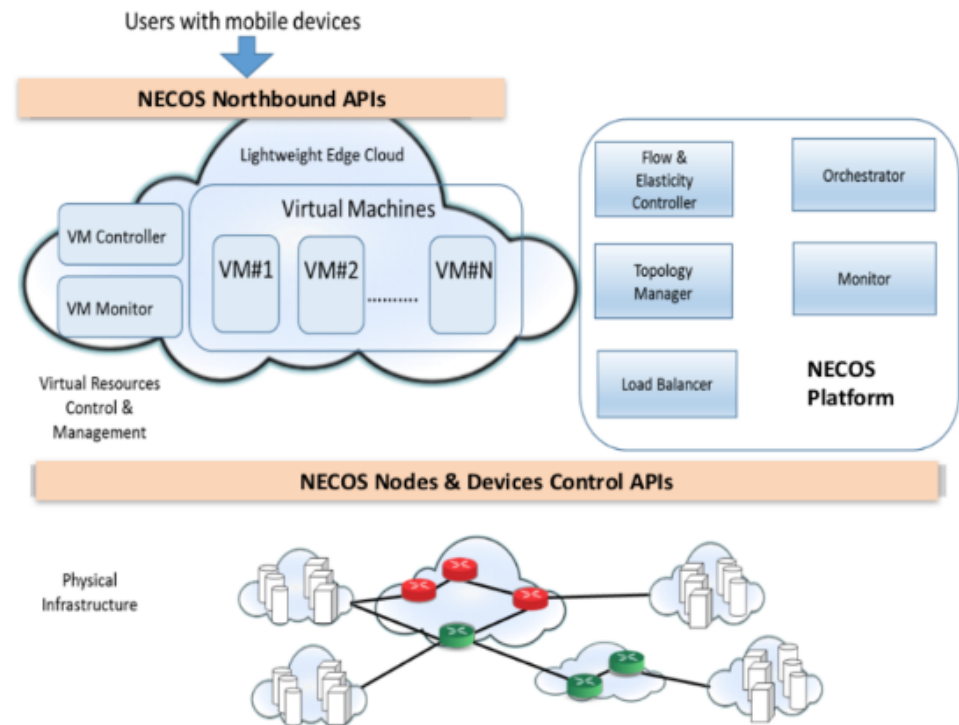 Users with mobile devices
NECOS Northbound APIs
Lightweight Edge Cloud
Virtual Machines
VM Controller
VM Monitor
VM#1
VM#2
..........
VM#N
Virtual Resources
Control &
Management
Flow &
Elasticity
Controller
Orchestrator
Topology
Manager
Monitor
Load Balancer
NECOS
Platform
NECOS Nodes & Devices Control APIs
Physical
Infrastructure